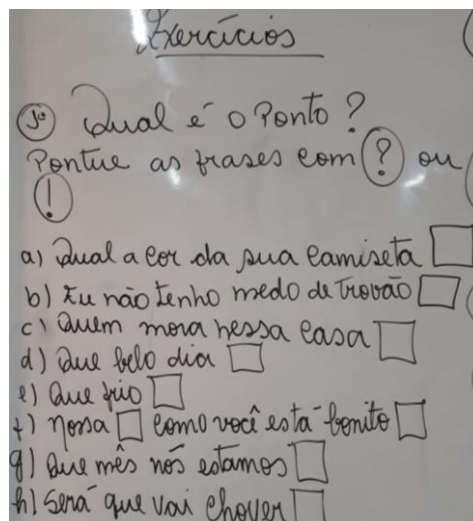 Exercícios
1º Qual é o Ponto?
Pontue as frases com ? ou
!
a) Qual a cor da sua camiseta
b) Eu não tenho medo de Trovão
c) Quem mora nessa casa
d) Que belo dia
e) Que frio
f) nossa como você está bonito
g) Que mês nós estamos
h) Será que vai chover